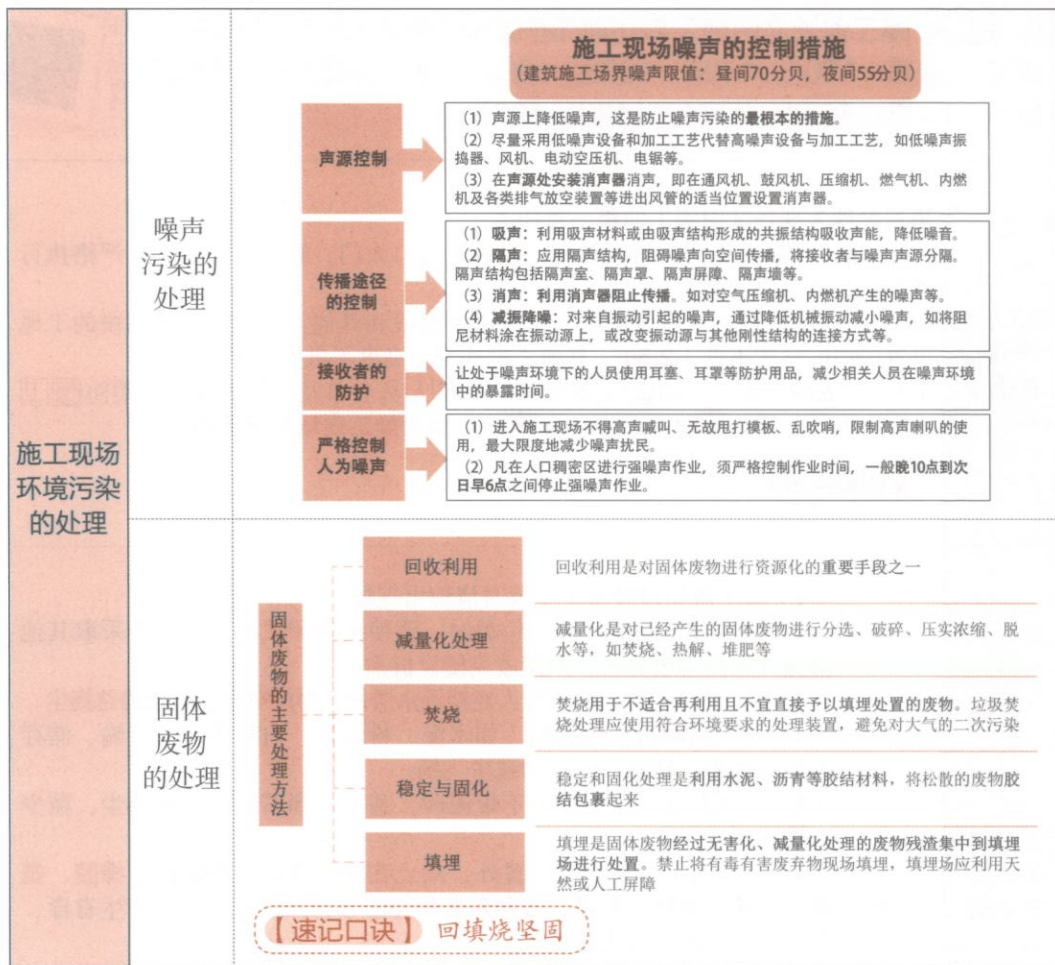 施工现场
环境污染
的处理
噪声
污染的
处理
施工现场噪声的控制措施
（建筑施工场界噪声限值：昼间70分贝，夜间55分贝）
声源控制
（1）声源上降低噪声，这是防止噪声污染的最根本的措施。
（2）尽量采用低噪声设备和加工工艺代替高噪声设备与加工工艺，如低噪声振
捣器、风机、电动空压机、电锯等。
（3）在声源处安装消声器消声，即在通风机、鼓风机、压缩机、燃气机、内燃
机及各类排气放空装置等进出风管的适当位置设置消声器。
传播途径
的控制
（1）吸声：利用吸声材料或由吸声结构形成的共振结构吸收声能，降低噪音。
（2）隔声：应用隔声结构，阻碍噪声向空间传播，将接收者与噪声声源分隔。
隔声结构包括隔声室、隔声罩、隔声屏障、隔声墙等。
（3）消声：利用消声器阻止传播。如对空气压缩机、内燃机产生的噪声等。
（4）减振降噪：对来自振动引起的噪声，通过降低机械振动减小噪声，如将阻
尼材料涂在振动源上，或改变振动源与其他刚性结构的连接方式等。
接收者的
防护
让处于噪声环境下的人员使用耳塞、耳罩等防护用品，减少相关人员在噪声环境
中的暴露时间。
严格控制
人为噪声
（1）进入施工现场不得高声喊叫、无故甩打模板、乱吹哨，限制高声喇叭的使
用，最大限度地减少噪声扰民。
（2）凡在人口稠密区进行强噪声作业，须严格控制作业时间，一般晚10点到次
日早6点之间停止强噪声作业。
固体
废物
的处理
固体废物的主要处理方法
回收利用
回收利用是对固体废物进行资源化的重要手段之一
减量化处理
减量化是对已经产生的固体废物进行分选、破碎、压实浓缩、脱
水等，如焚烧、热解、堆肥等
焚烧
焚烧用于不适合再利用且不宜直接予以填埋处置的废物。垃圾焚
烧处理应使用符合环境要求的处理装置，避免对大气的二次污染
稳定与固化
稳定和固化处理是利用水泥、沥青等胶结材料，将松散的废物胶
结包裹起来
填埋
填埋是固体废物经过无害化、减量化处理的废物残渣集中到填埋
场进行处置。禁止将有毒有害废弃物现场填埋，填埋场应利用天
然或人工屏障
【速记口诀】 回填烧坚固